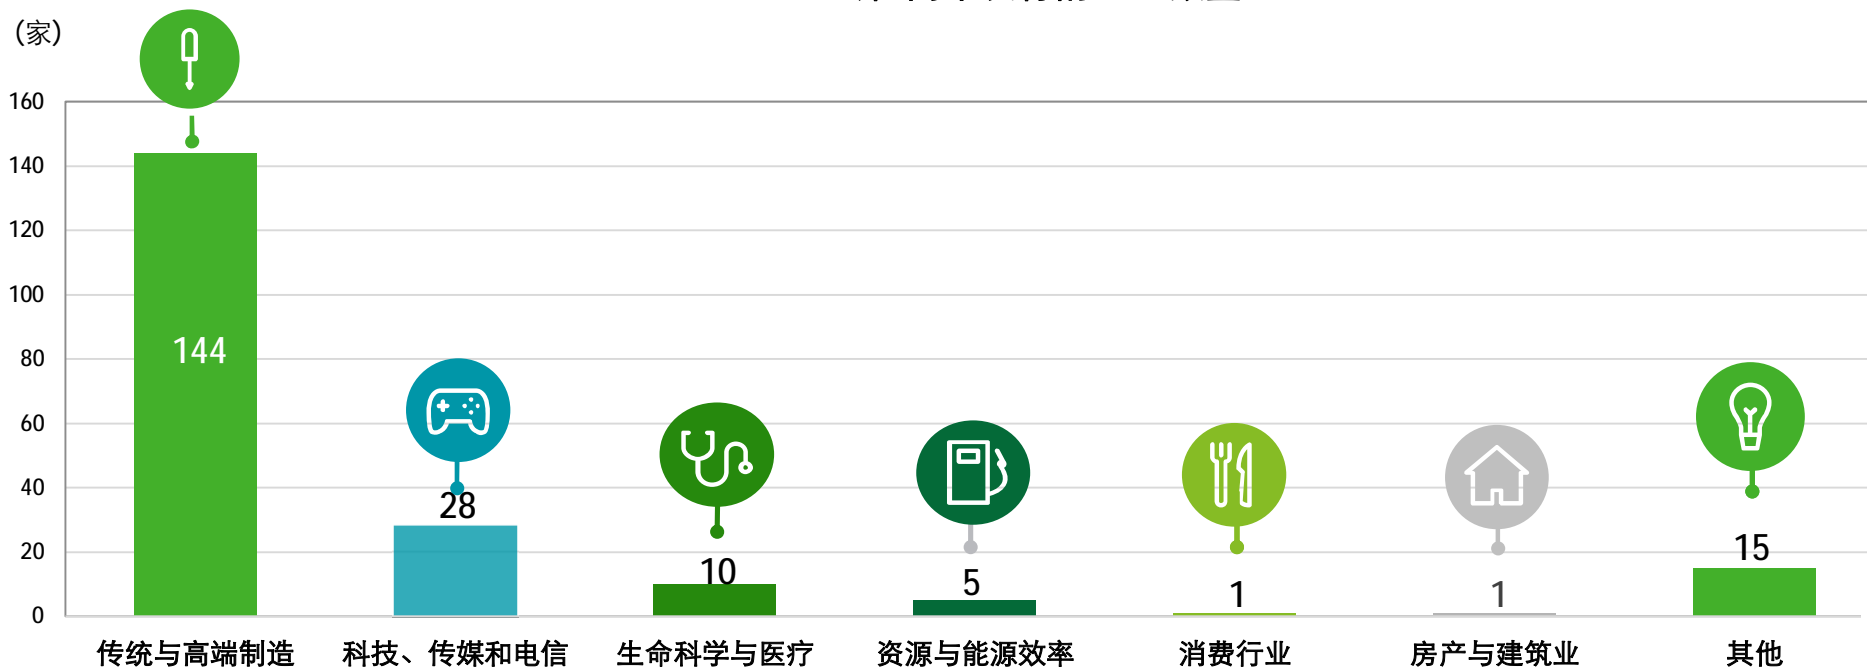 (家)
160
140
120
100
80
60
40
20
0
144
28
10
5
1
1
15
传统与高端制造
科技、传媒和电信
生命科学与医疗
资源与能源效率
消费行业
房产与建筑业
其他